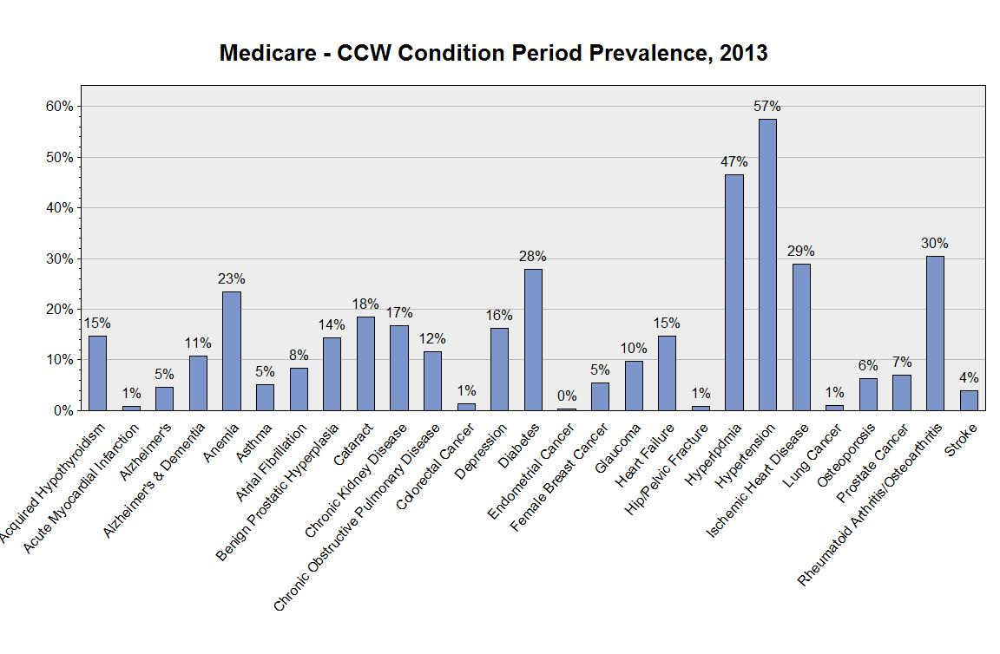 Medicare - CCW Condition Period Prevalence, 2013
60%
50%
40%
30%
20%
10%
0%
15%
1%
5%
11%
23%
5%
8%
14%
18%
17%
12%
1%
16%
28%
0%
5%
10%
15%
1%
47%
57%
29%
1%
6%
7%
30%
4%
Acquired Hypothyroidism
Acute Myocardial Infarction
Alzheimer's
Alzheimer's & Dementia
Anemia
Asthma
Atrial Fibrillation
Benign Prostatic Hyperplasia
Cataract
Chronic Kidney Disease
Chronic Obstructive Pulmonary Disease
Colorectal Cancer
Depression
Diabetes
Endometrial Cancer
Female Breast Cancer
Glaucoma
Heart Failure
Hip/Pelvic Fracture
Hyperlpdmia
Hypertension
Ischemic Heart Disease
Lung Cancer
Osteoporosis
Prostate Cancer
Rheumatoid Arthritis/Osteoarthritis
Stroke